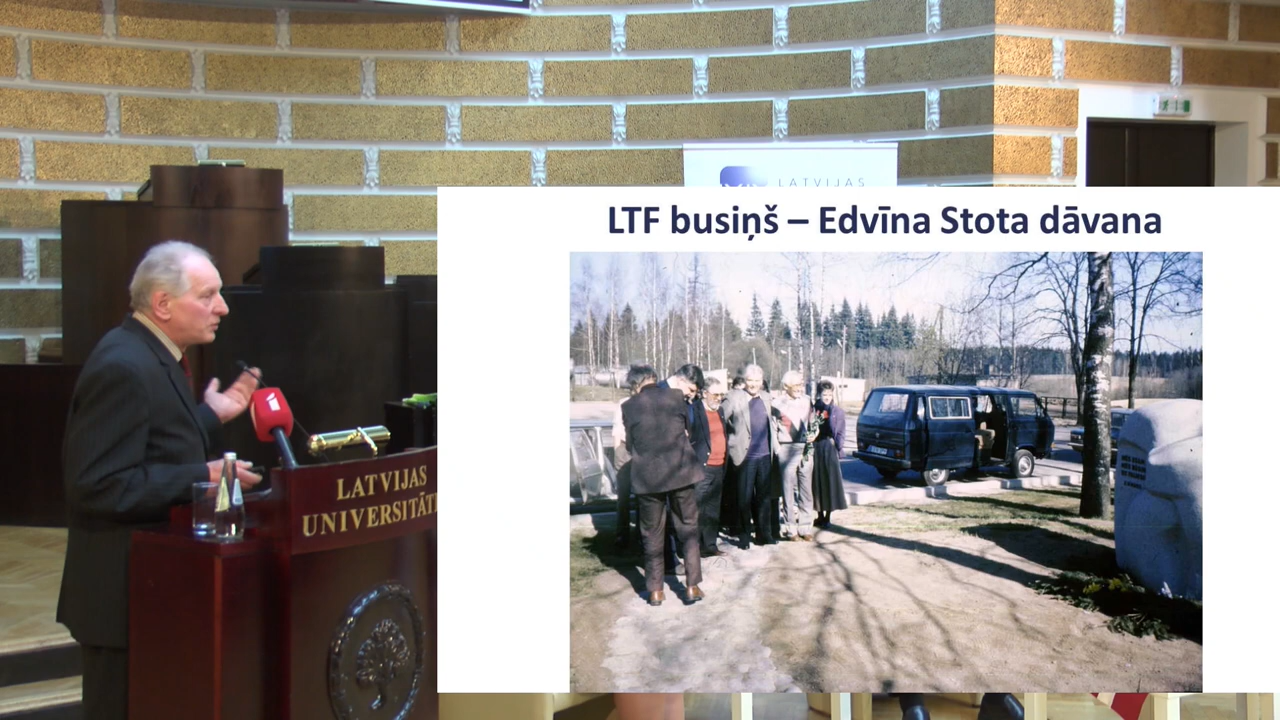 LATVIJAS
LTF busiņš – Edvīna Stota dāvana
LATVIJAS
UNIVERSITĀTE